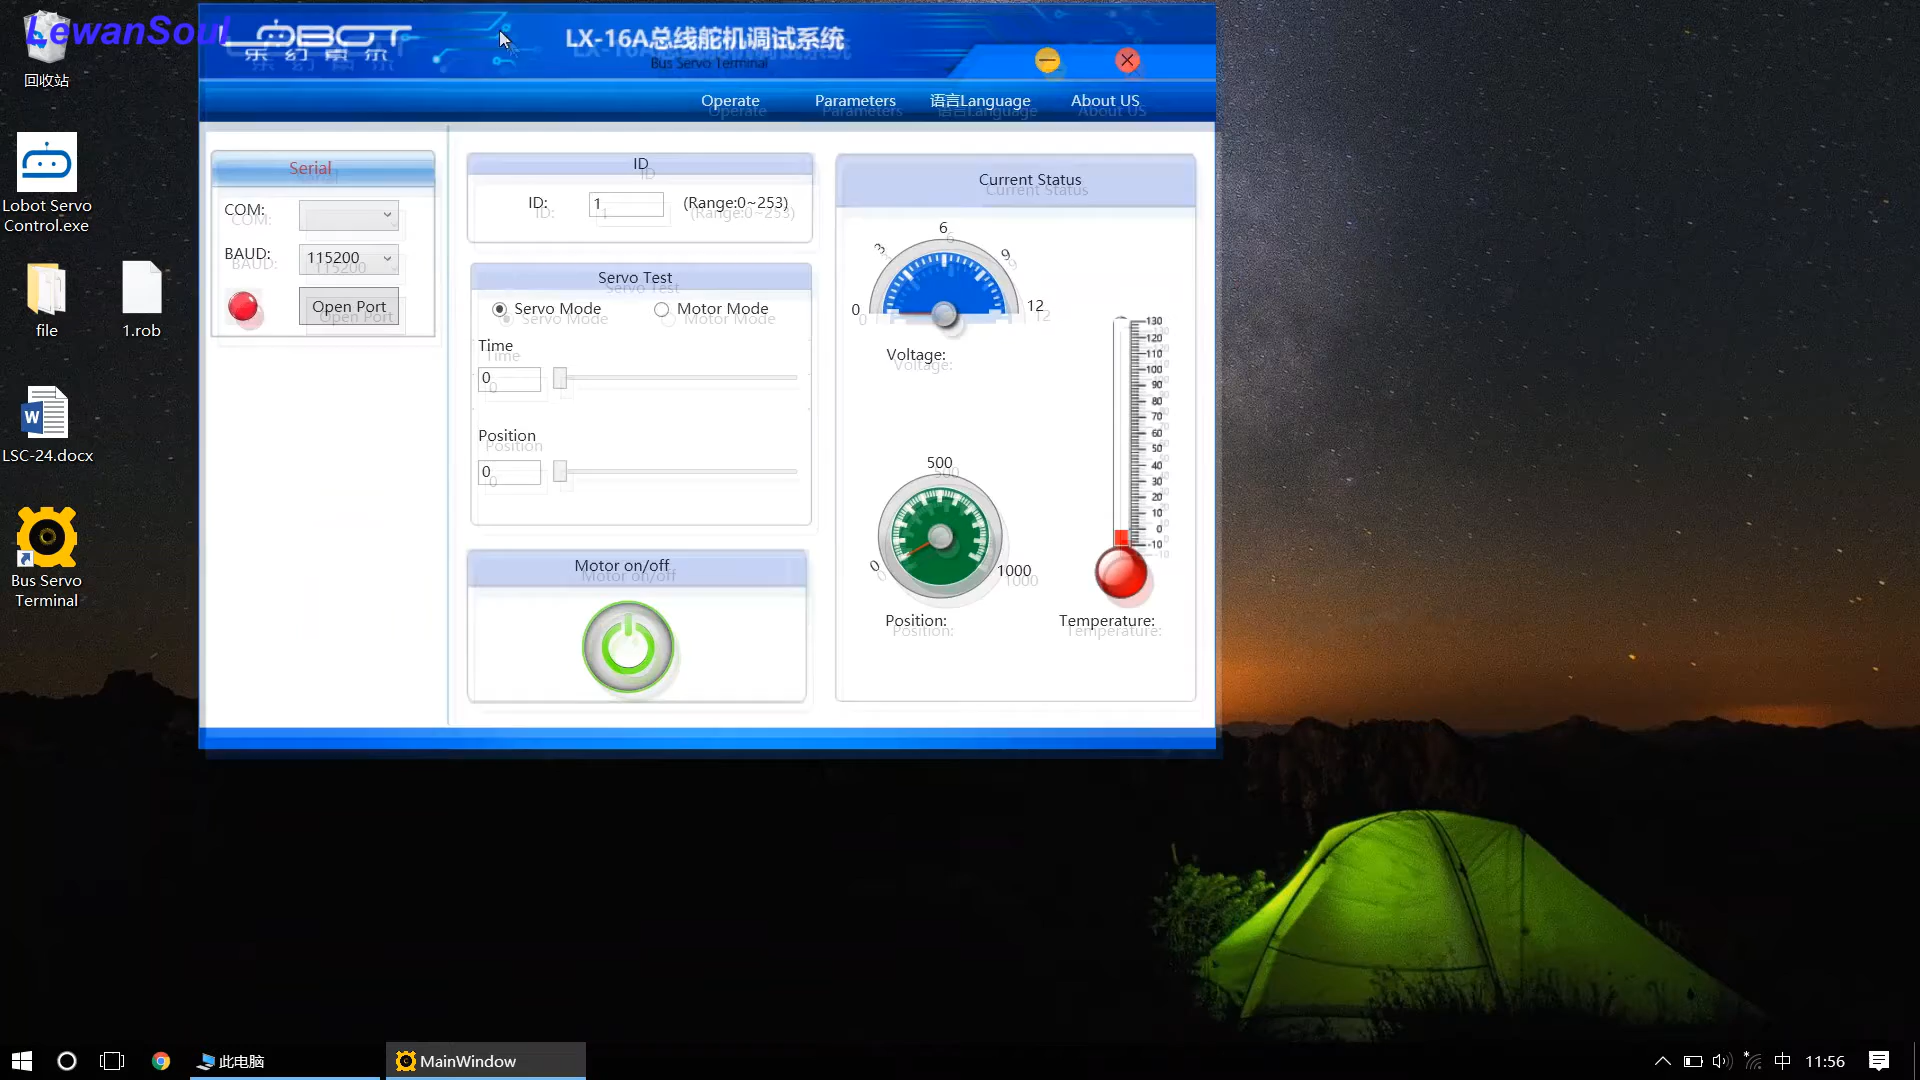 LewanSoul
LOBOT
乐幻索尔
LX-16A总线舵机调试系统
Bus Servo Terminal
Operate
Parameters
语言Language
About US
回收站
Lobot Servo
Control.exe
file
1.rob
LSC-24.docx
Bus Servo
Terminal
Serial
COM:
BAUD:
115200
Open Port
ID
ID:
1
(Range:0~253)
Servo Test
Servo Mode
Motor Mode
Time
0
Position
0
Motor on/off
Current Status
0
3
6
9
12
Voltage:
0
500
1000
Position:
130
120
110
100
90
80
70
60
50
40
30
20
10
0
-10
Temperature:
此电脑
MainWindow
中
11:56